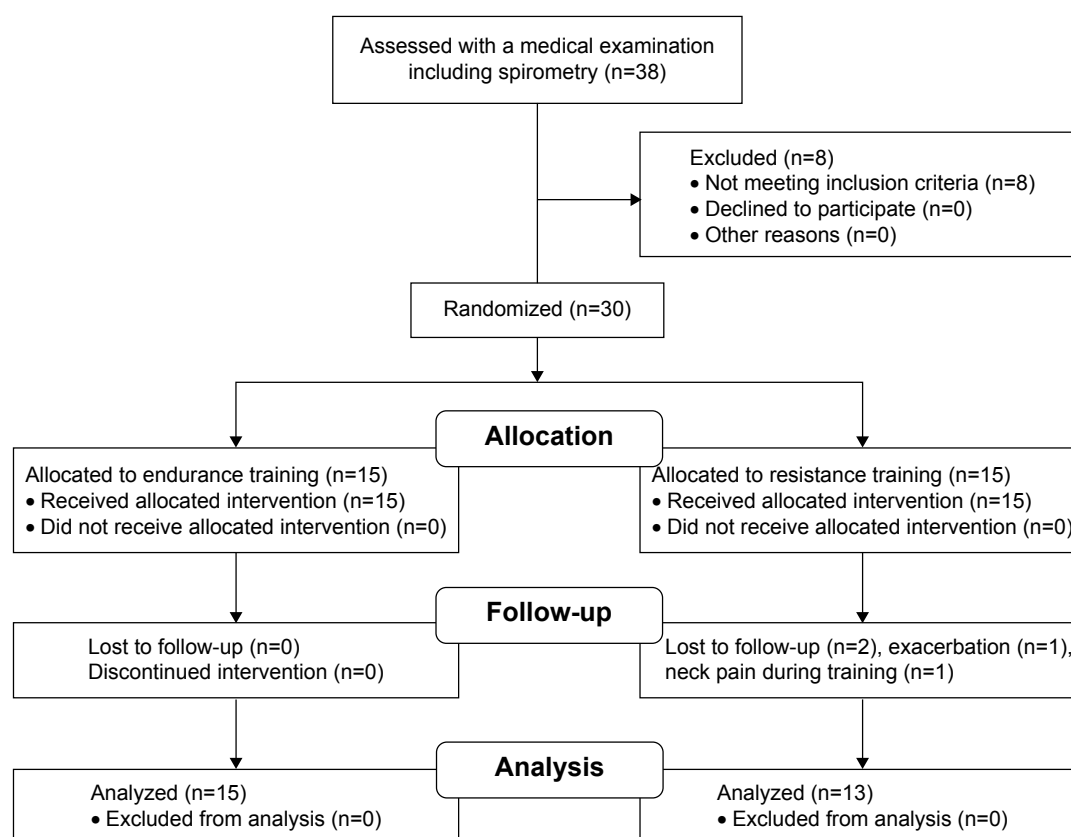 Assessed with a medical examination
including spirometry (n=38)
Excluded (n=8)
• Not meeting inclusion criteria (n=8)
• Declined to participate (n=0)
• Other reasons (n=0)
Randomized (n=30)
Allocation
Allocated to endurance training (n=15)
• Received allocated intervention (n=15)
• Did not receive allocated intervention (n=0)
Allocated to resistance training (n=15)
• Received allocated intervention (n=15)
• Did not receive allocated intervention (n=0)
Follow-up
Lost to follow-up (n=0)
Discontinued intervention (n=0)
Lost to follow-up (n=2), exacerbation (n=1),
neck pain during training (n=1)
Analysis
Analyzed (n=15)
• Excluded from analysis (n=0)
Analyzed (n=13)
• Excluded from analysis (n=0)